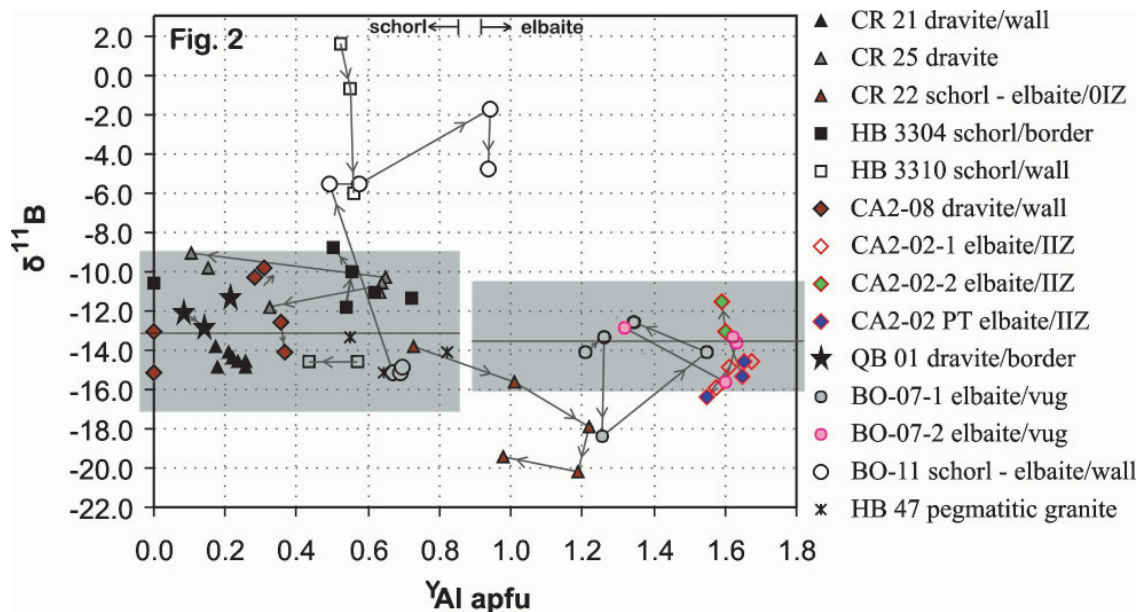 Fig. 2
schorl
elbaite
δ ¹¹B
2.0
0.0
-2.0
-4.0
-6.0
-8.0
-10.0
-12.0
-14.0
-16.0
-18.0
-20.0
-22.0
0.0 0.2 0.4 0.6 0.8 1.0 1.2 1.4 1.6 1.8
ʸAl apfu
CR 21 dravite/wall
CR 25 dravite
CR 22 schorl - elbaite/0IZ
HB 3304 schorl/border
HB 3310 schorl/wall
CA2-08 dravite/wall
CA2-02-1 elbaite/IIZ
CA2-02-2 elbaite/IIZ
CA2-02 PT elbaite/IIZ
QB 01 dravite/border
BO-07-1 elbaite/vug
BO-07-2 elbaite/vug
BO-11 schorl - elbaite/wall
HB 47 pegmatitic granite